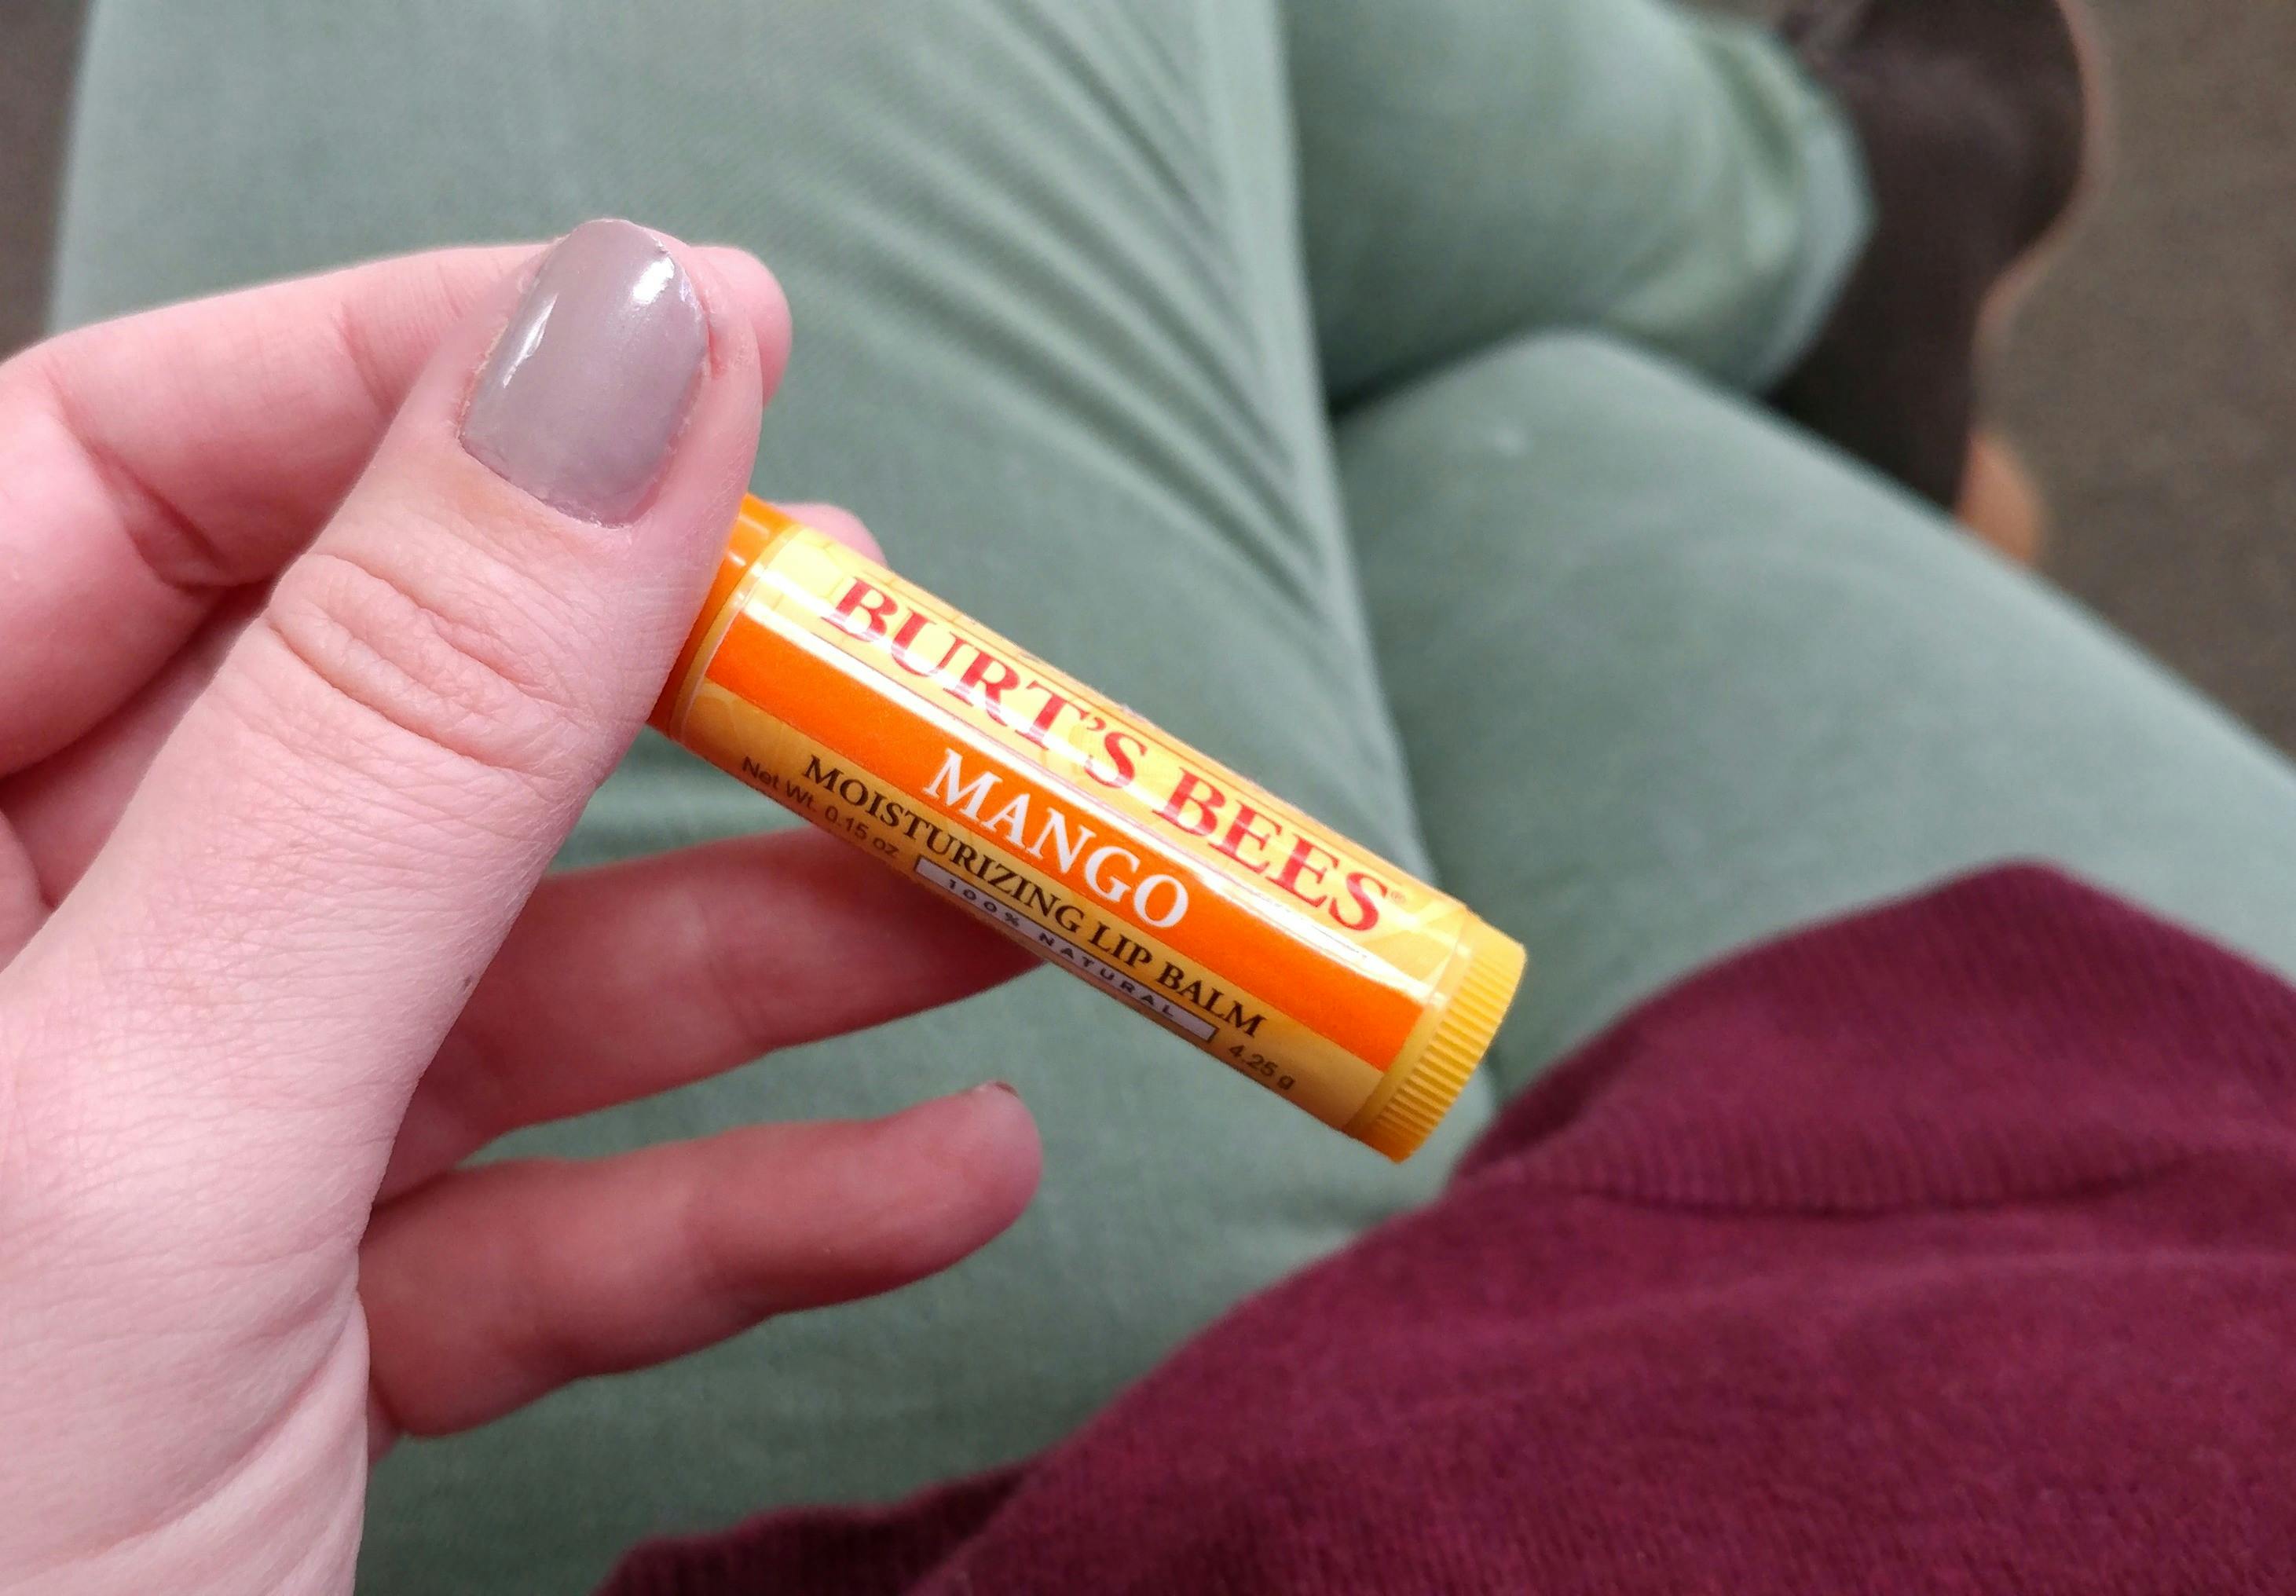 BURT'S BEES®
MANGO
MOISTURIZING LIP BALM
Net Wt. 0.15 oz 100% NATURAL 4.25 g